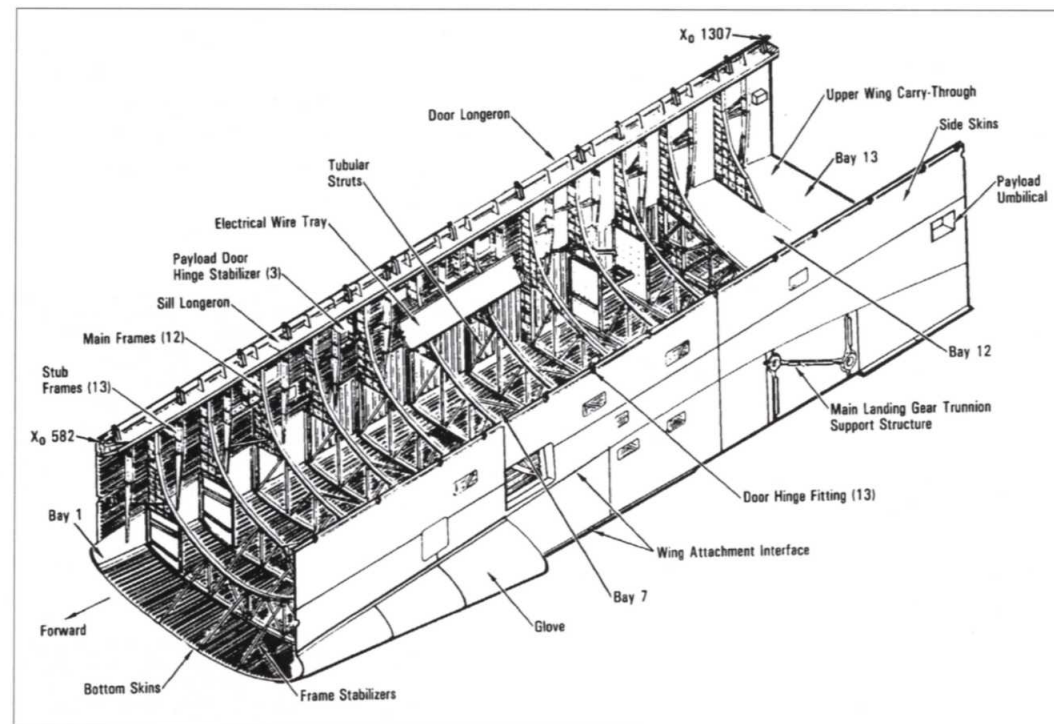 X₀ 1307
Door Longeron
Upper Wing Carry-Through
Bay 13
Side Skins
Tubular
Struts
Payload
Umbilical
Electrical Wire Tray
Payload Door
Hinge Stabilizer (3)
Sill Longeron
Main Frames (12)
Stub
Frames (13)
X₀ 582
Bay 12
Main Landing Gear Trunnion
Support Structure
Door Hinge Fitting (13)
Bay 1
Wing Attachment Interface
Bay 7
Glove
Forward
Bottom Skins
Frame Stabilizers